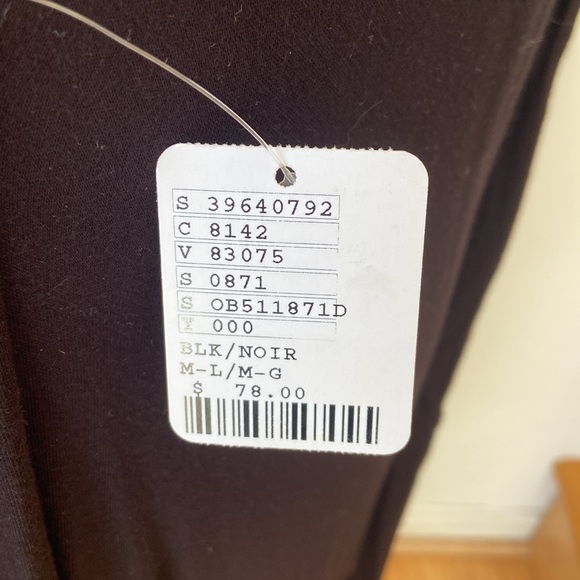 S 39640792
C 8142
V 83075
S 0871
S OB511871D
Y 000
BLK/NOIR
M-L/M-G
$ 78.00